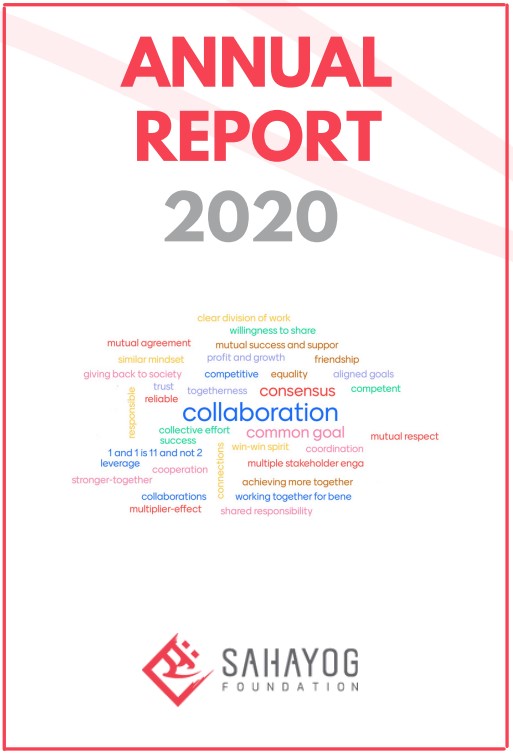 ANNUAL
REPORT
2020
clear division of work
willingness to share
mutual agreement
mutual success and suppor
similar mindset
profit and growth
friendship
giving back to society
competitive
equality
aligned goals
trust
togetherness
consensus
competent
responsible
reliable
collaboration
collective effort
common goal
mutual respect
success
win-win spirit
coordination
1 and 1 is 11 and not 2
connections
leverage
cooperation
multiple stakeholder enga
stronger-together
achieving more together
collaborations
working together for bene
multiplier-effect
shared responsibility
SAHAYOG
FOUNDATION